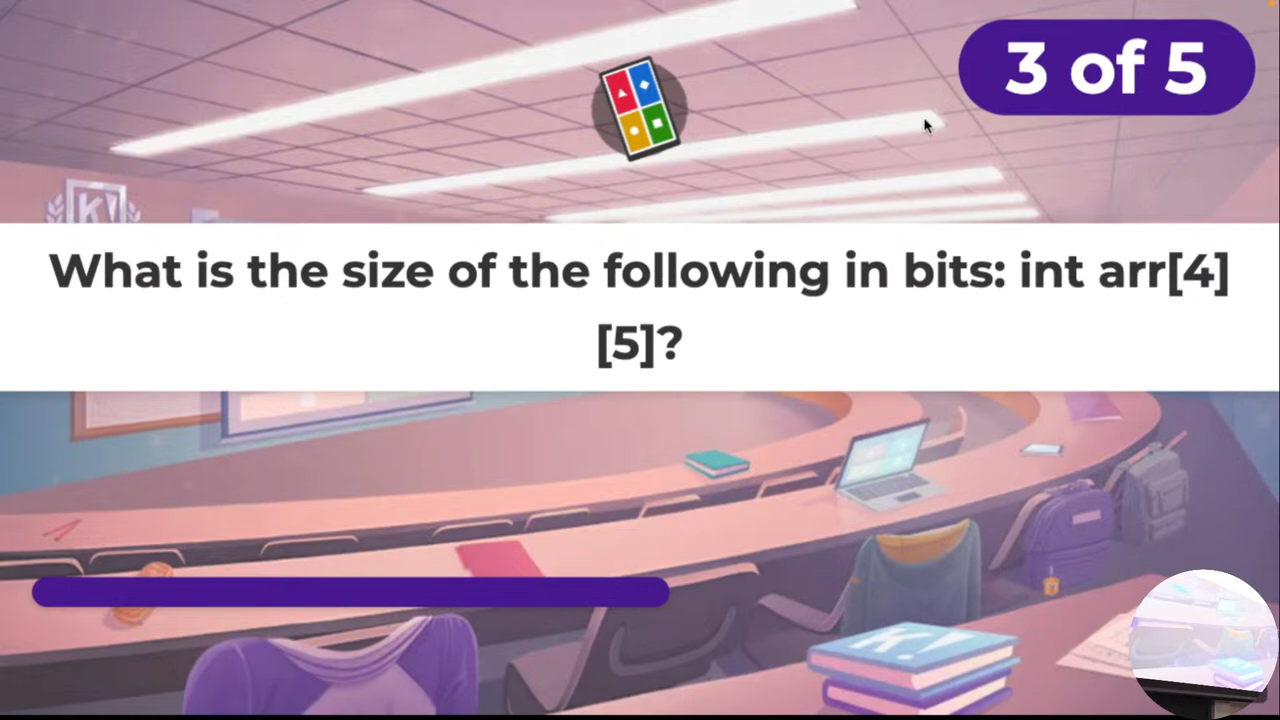 3 of 5
K!
What is the size of the following in bits: int arr[4]
[5]?
K!